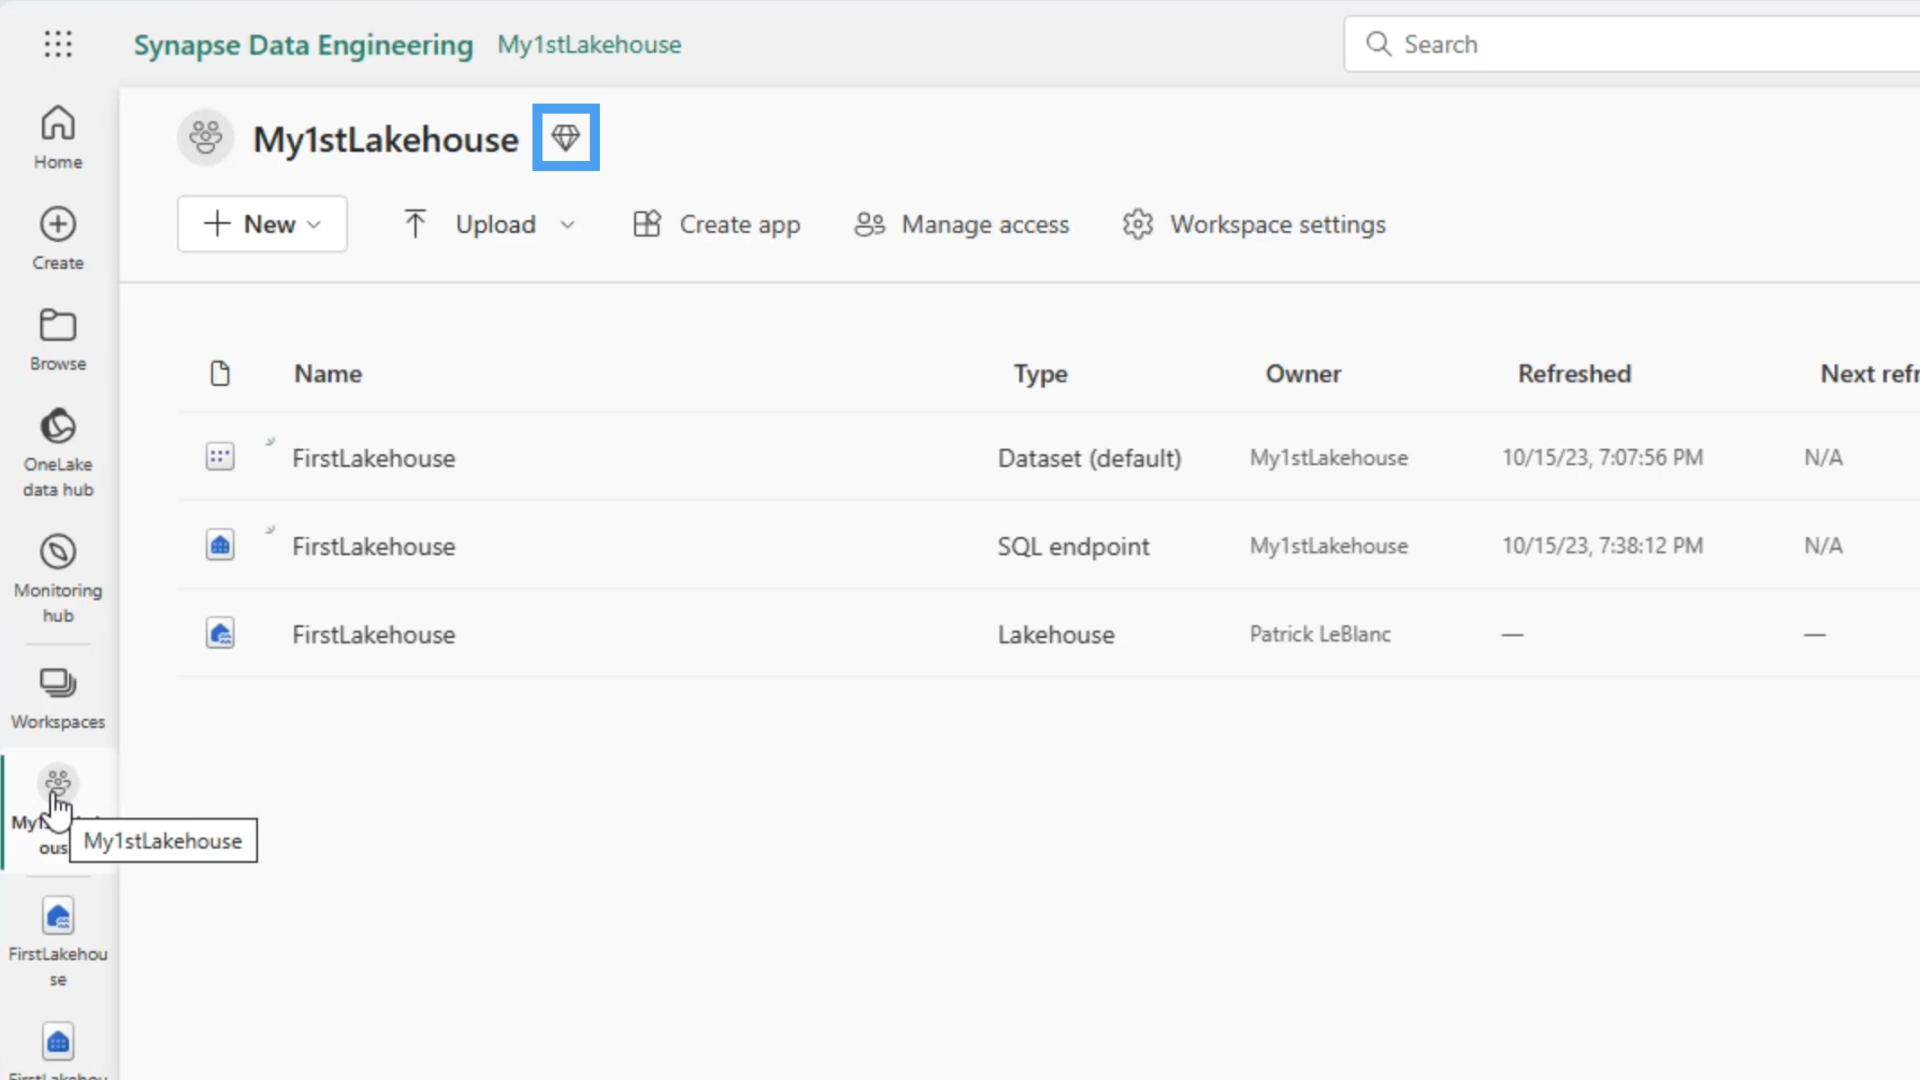 Synapse Data Engineering My1stLakehouse
Search
My1stLakehouse
New Upload Create app Manage access Workspace settings
Home
Create
Browse
OneLake
data hub
Monitoring
hub
Workspaces
My1stLakehouse
FirstLakehou
se
Name Type Owner Refreshed Next refr
FirstLakehouse Dataset (default) My1stLakehouse 10/15/23, 7:07:56 PM N/A
FirstLakehouse SQL endpoint My1stLakehouse 10/15/23, 7:38:12 PM N/A
FirstLakehouse Lakehouse Patrick LeBlanc — —